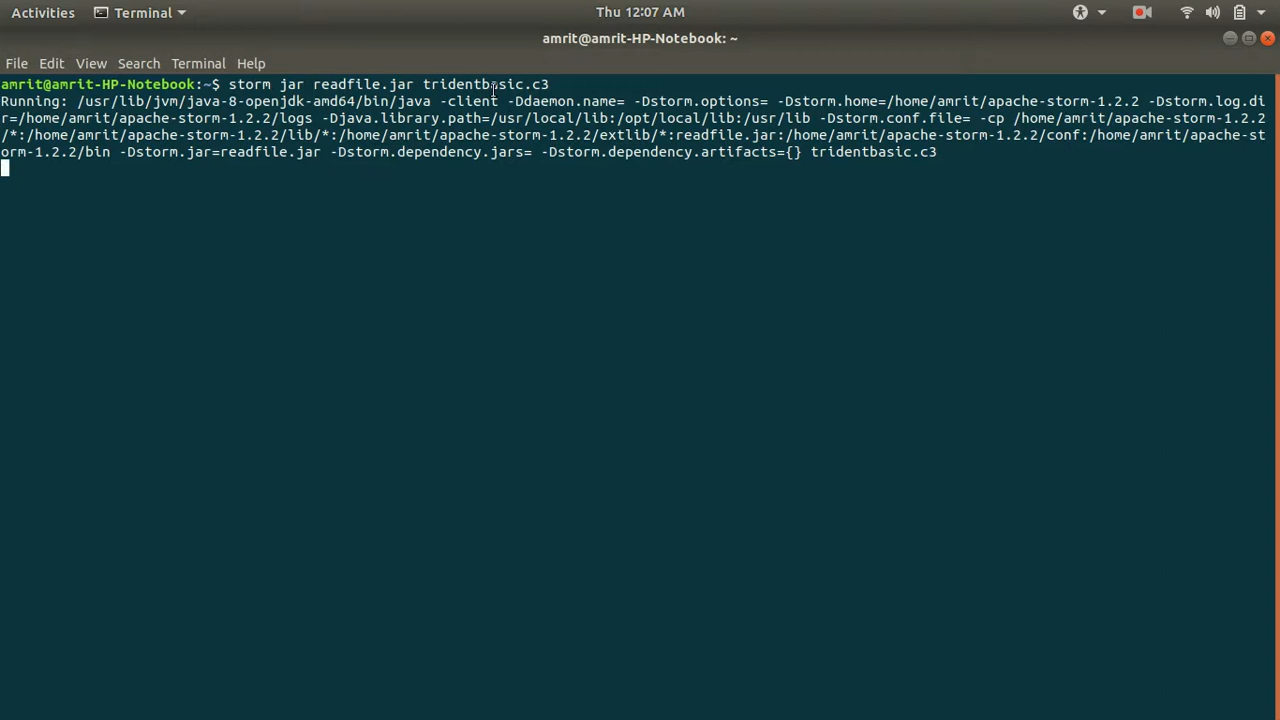 Activities Terminal Thu 12:07 AM
amrit@amrit-HP-Notebook: ~
File Edit View Search Terminal Help
amrit@amrit-HP-Notebook:~$ storm jar readfile.jar tridentbasic.c3
Running: /usr/lib/jvm/java-8-openjdk-amd64/bin/java -client -Ddaemon.name= -Dstorm.options= -Dstorm.home=/home/amrit/apache-storm-1.2.2 -Dstorm.log.di
r=/home/amrit/apache-storm-1.2.2/logs -Djava.library.path=/usr/local/lib:/opt/local/lib:/usr/lib -Dstorm.conf.file= -cp /home/amrit/apache-storm-1.2.2
/*:/home/amrit/apache-storm-1.2.2/lib/*:/home/amrit/apache-storm-1.2.2/extlib/*:readfile.jar:/home/amrit/apache-storm-1.2.2/conf:/home/amrit/apache-st
orm-1.2.2/bin -Dstorm.jar=readfile.jar -Dstorm.dependency.jars= -Dstorm.dependency.artifacts={} tridentbasic.c3